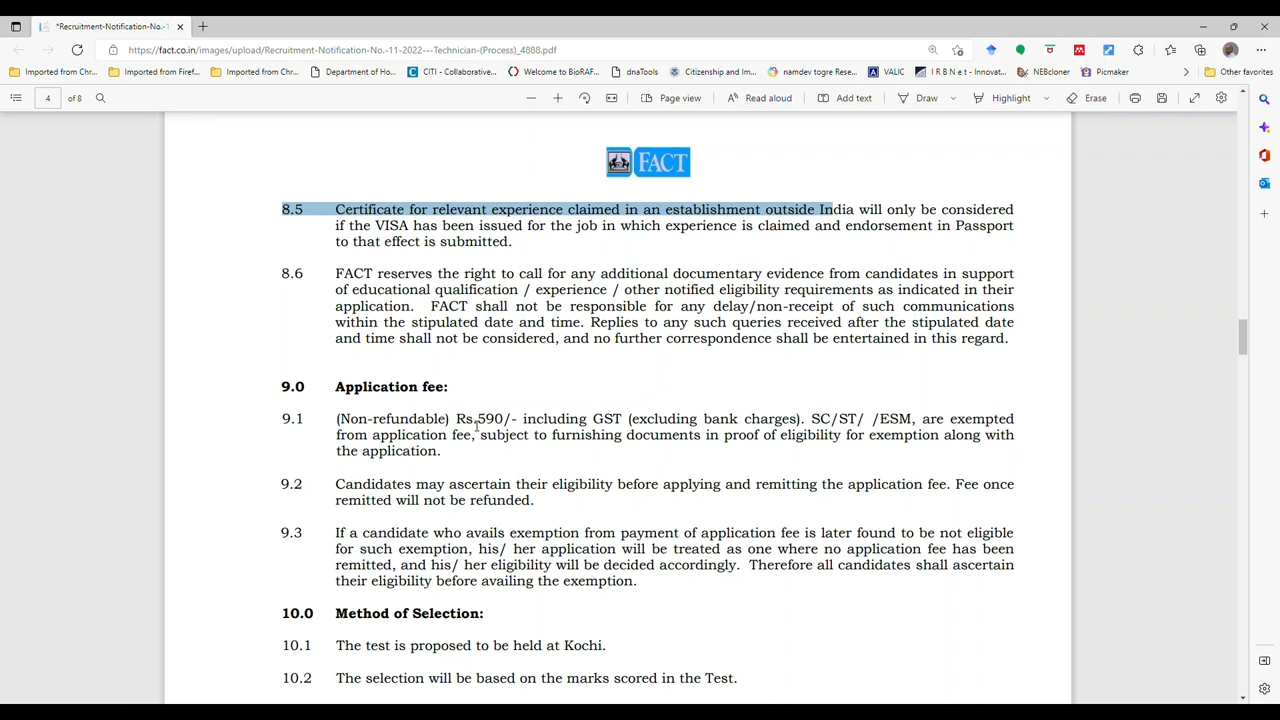 *Recruitment-Notification-No.-1
https://fact.co.in/images/upload/Recruitment-Notification-No.-11-2022---Technician-(Process)_4888.pdf
Imported from Chr... Imported from Firef... Imported from Chr... Department of Ho... CITI - Collaborative... Welcome to BioRAF... dnaTools Citizenship and Im... namdev togre Rese... VALIC I R B N e t - Innovat... NEBcloner Picmaker Other favorites
4 of 8 Page view Read aloud Add text Draw Highlight Erase
FACT
8.5 Certificate for relevant experience claimed in an establishment outside India will only be considered
if the VISA has been issued for the job in which experience is claimed and endorsement in Passport
to that effect is submitted.
8.6 FACT reserves the right to call for any additional documentary evidence from candidates in support
of educational qualification / experience / other notified eligibility requirements as indicated in their
application. FACT shall not be responsible for any delay/non-receipt of such communications
within the stipulated date and time. Replies to any such queries received after the stipulated date
and time shall not be considered, and no further correspondence shall be entertained in this regard.
9.0 Application fee:
9.1 (Non-refundable) Rs.590/- including GST (excluding bank charges). SC/ST/ /ESM, are exempted
from application fee, subject to furnishing documents in proof of eligibility for exemption along with
the application.
9.2 Candidates may ascertain their eligibility before applying and remitting the application fee. Fee once
remitted will not be refunded.
9.3 If a candidate who avails exemption from payment of application fee is later found to be not eligible
for such exemption, his/ her application will be treated as one where no application fee has been
remitted, and his/ her eligibility will be decided accordingly. Therefore all candidates shall ascertain
their eligibility before availing the exemption.
10.0 Method of Selection:
10.1 The test is proposed to be held at Kochi.
10.2 The selection will be based on the marks scored in the Test.